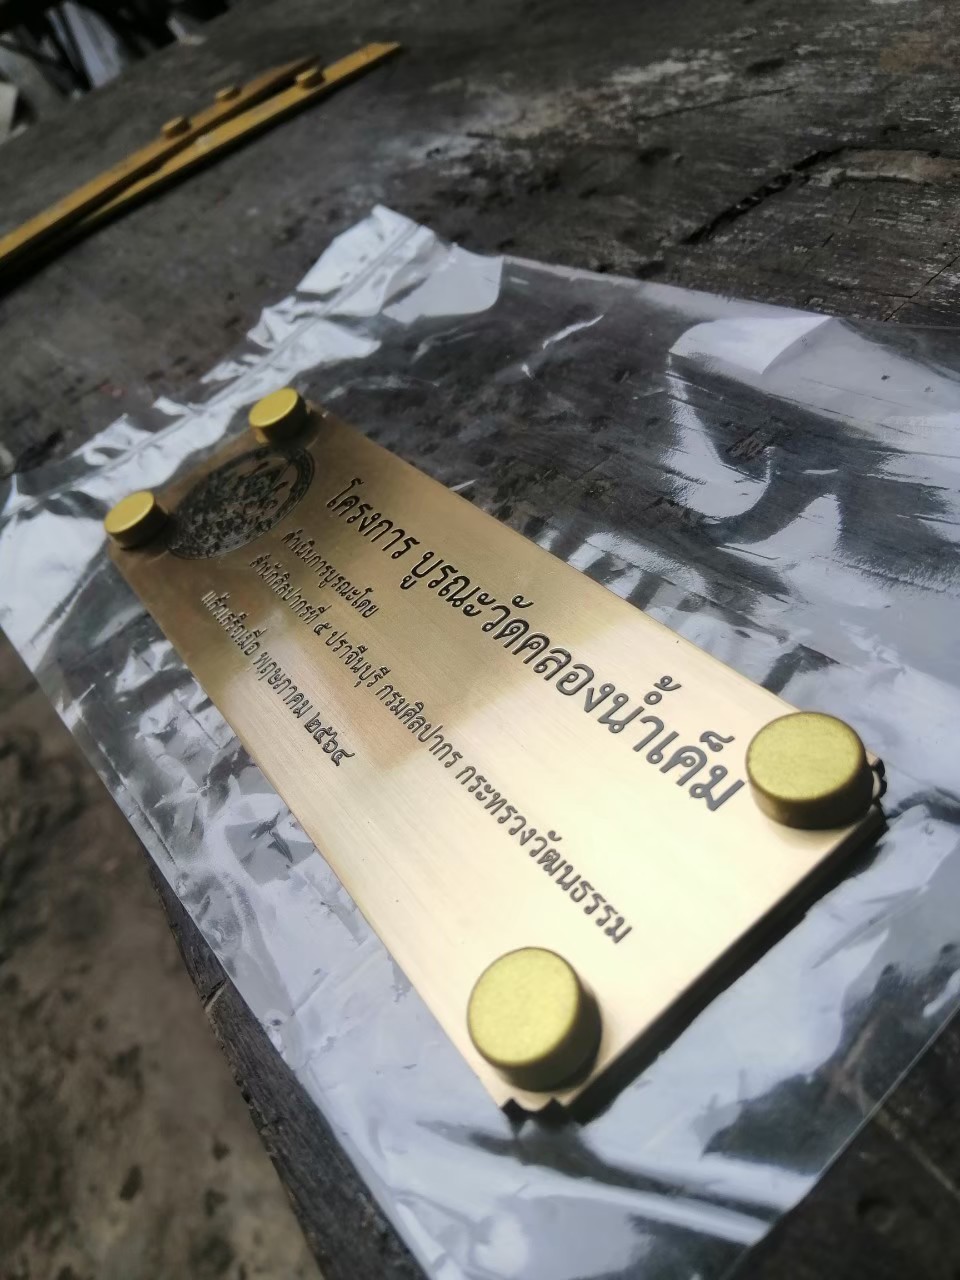 โครงการ บูรณะวัดคลองน้ำเค็ม
ดำเนินการบูรณะโดย
สำนักศิลปากรที่ ๕ ปราจีนบุรี กรมศิลปากร กระทรวงวัฒนธรรม
แล้วเสร็จเมื่อ พฤษภาคม ๒๕๖๔